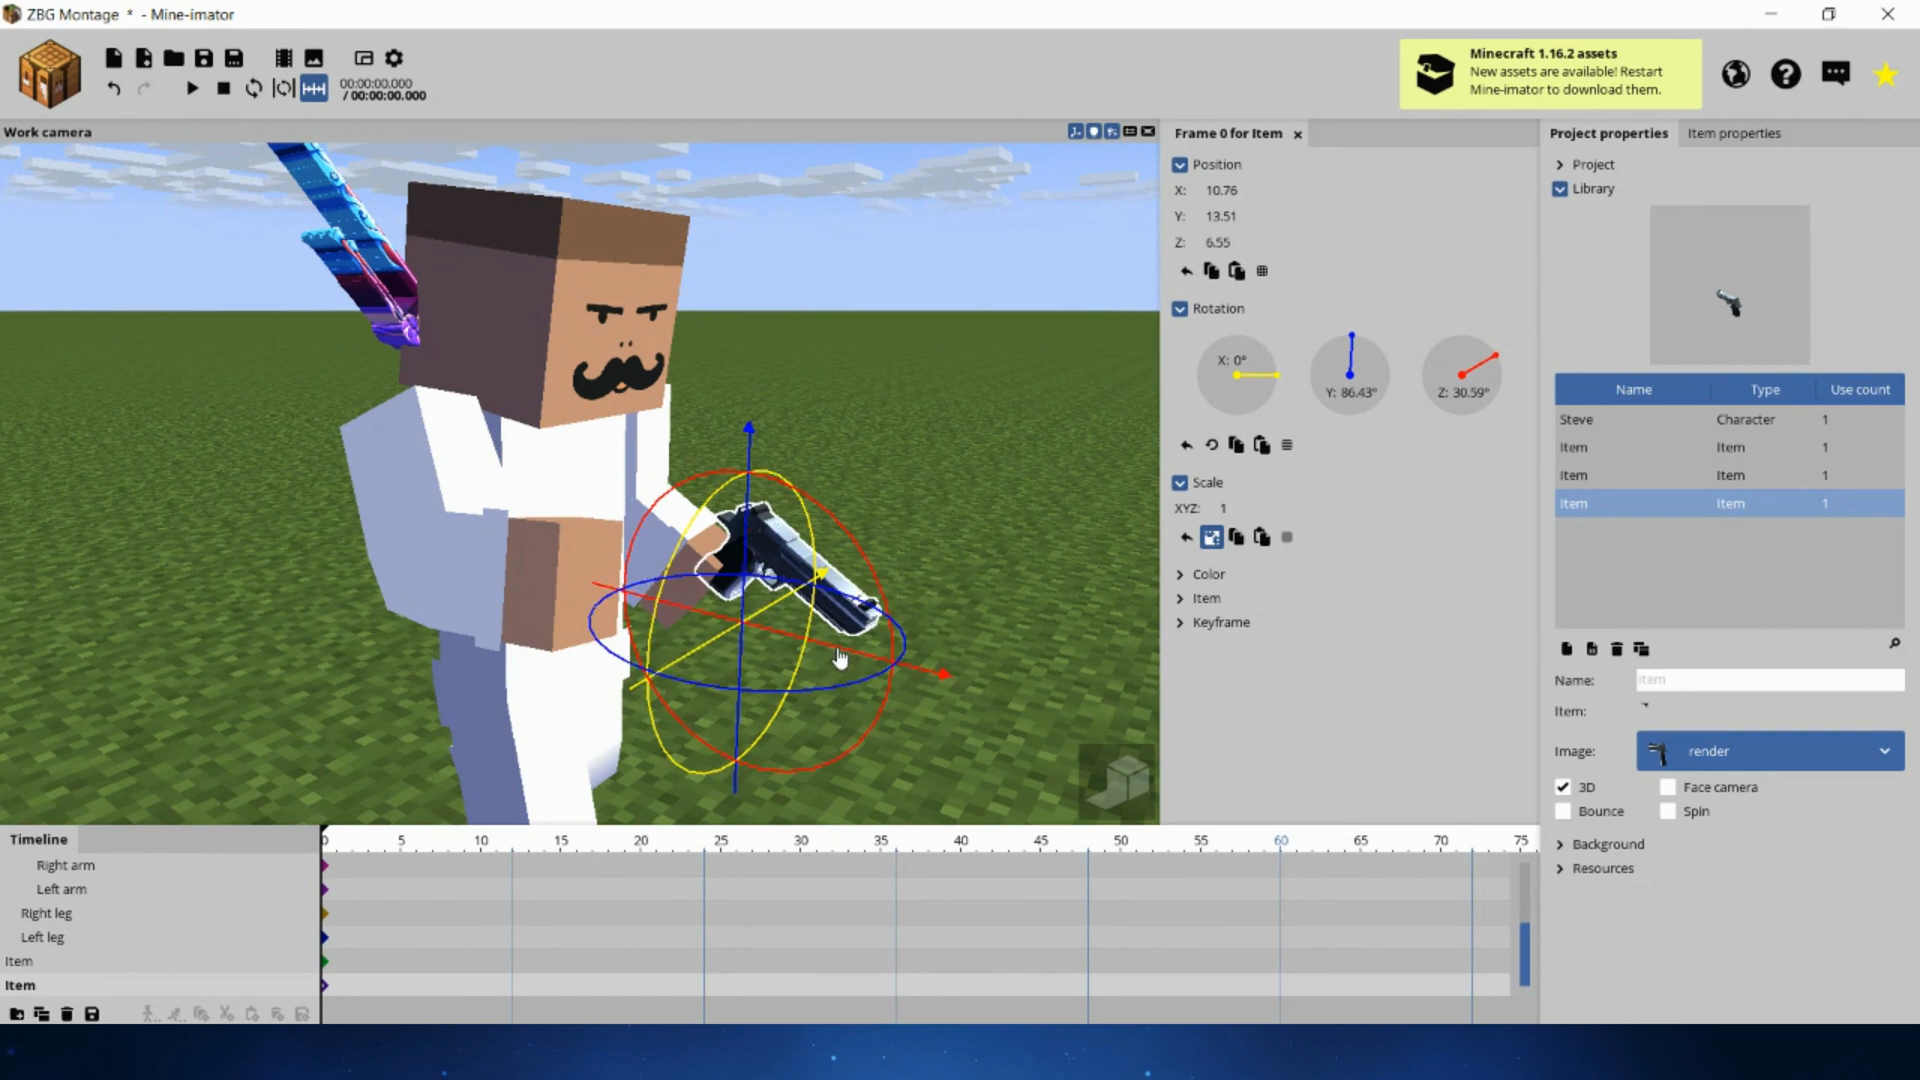 ZBG Montage * - Mine-imator
00:00:00.000
/ 00:00:00.000
Minecraft 1.16.2 assets
New assets are available! Restart
Mine-imator to download them.
Work camera
Frame 0 for Item
Position
X: 10.76
Y: 13.51
Z: 6.55
Rotation
X: 0°
Y: 86.43°
Z: 30.59°
Scale
XYZ: 1
Color
Item
Keyframe
Project properties
Item properties
Project
Library
Name Type Use count
Steve Character 1
Item Item 1
Item Item 1
Item Item 1
Name: Item
Item:
Image: render
3D Face camera
Bounce Spin
Background
Resources
Timeline
0 5 10 15 20 25 30 35 40 45 50 55 60 65 70 75
Right arm
Left arm
Right leg
Left leg
Item
Item